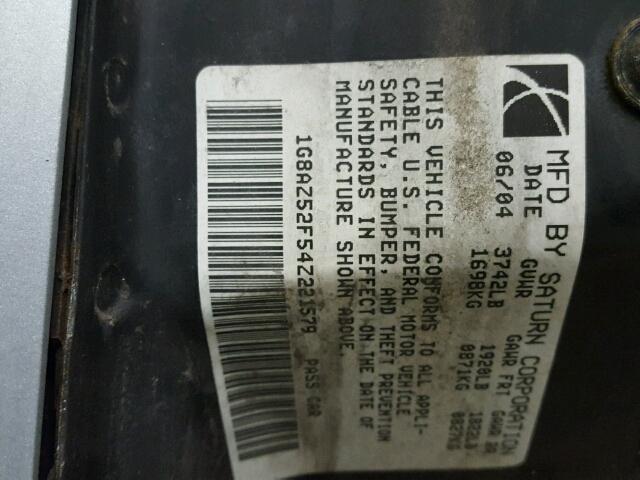 MFD BY SATURN CORPORATION
DATE GVWR GAWR FRT GAWR RR
06/04 3742LB 1920LB 1822LB
1698KG 0871KG 0827KG
THIS VEHICLE CONFORMS TO ALL APPLI-
CABLE U.S. FEDERAL MOTOR VEHICLE
SAFETY, BUMPER, AND THEFT PREVENTION
STANDARDS IN EFFECT ON THE DATE OF
MANUFACTURE SHOWN ABOVE.
1G8AZ52F54Z221579 PASS CAR